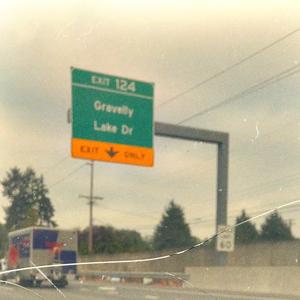 EXIT 124
Gravelly
Lake Dr
EXIT ONLY
60